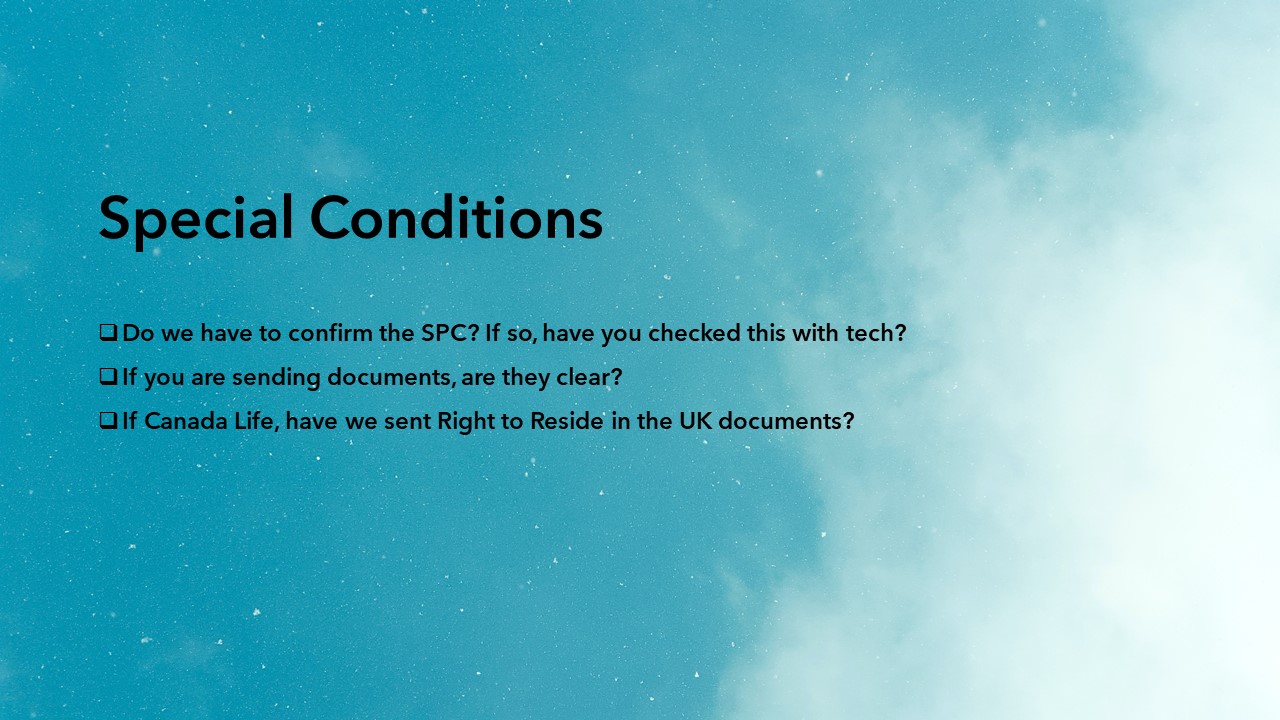 Special Conditions
❑Do we have to confirm the SPC? If so, have you checked this with tech?
❑If you are sending documents, are they clear?
❑If Canada Life, have we sent Right to Reside in the UK documents?